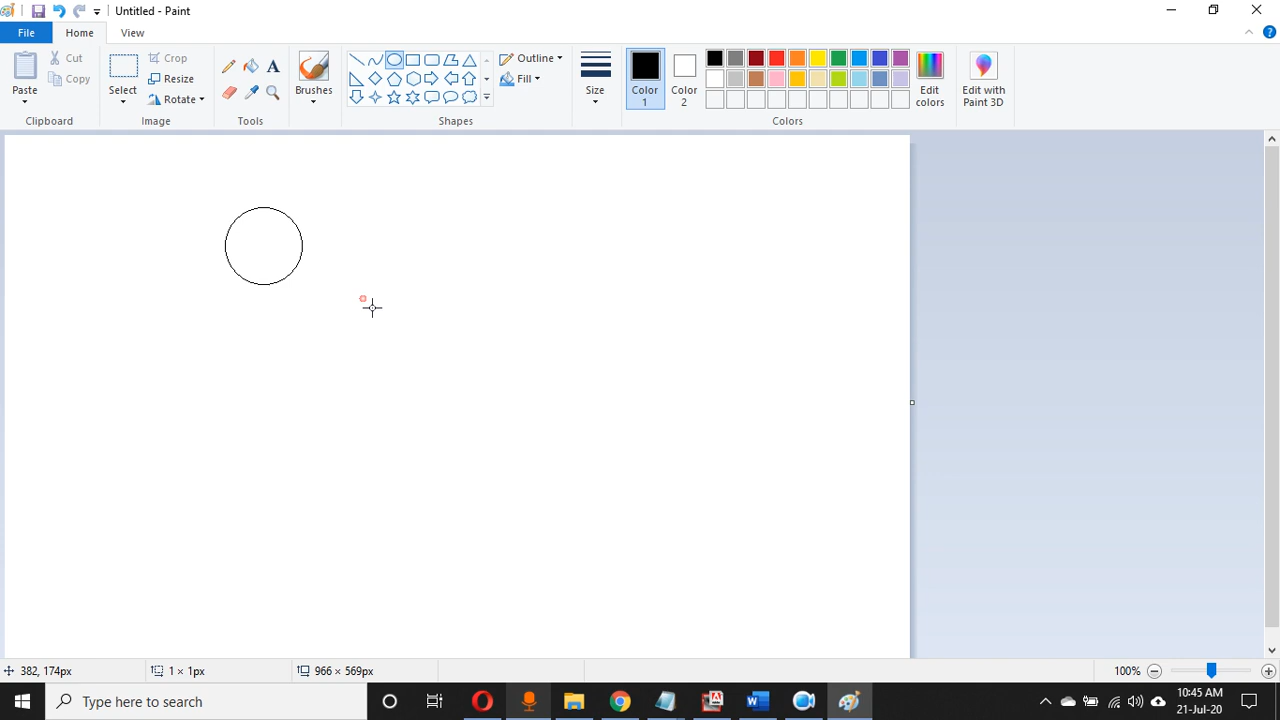 Untitled - Paint
File
Home
View
Paste
Cut
Copy
Clipboard
Select
Crop
Resize
Rotate
Image
A
Tools
Brushes
Outline
Fill
Shapes
Size
Color
1
Color
2
Edit
colors
Colors
Edit with
Paint 3D
382, 174px
1 × 1px
966 × 569px
100%
Type here to search
10:45 AM
21-Jul-20